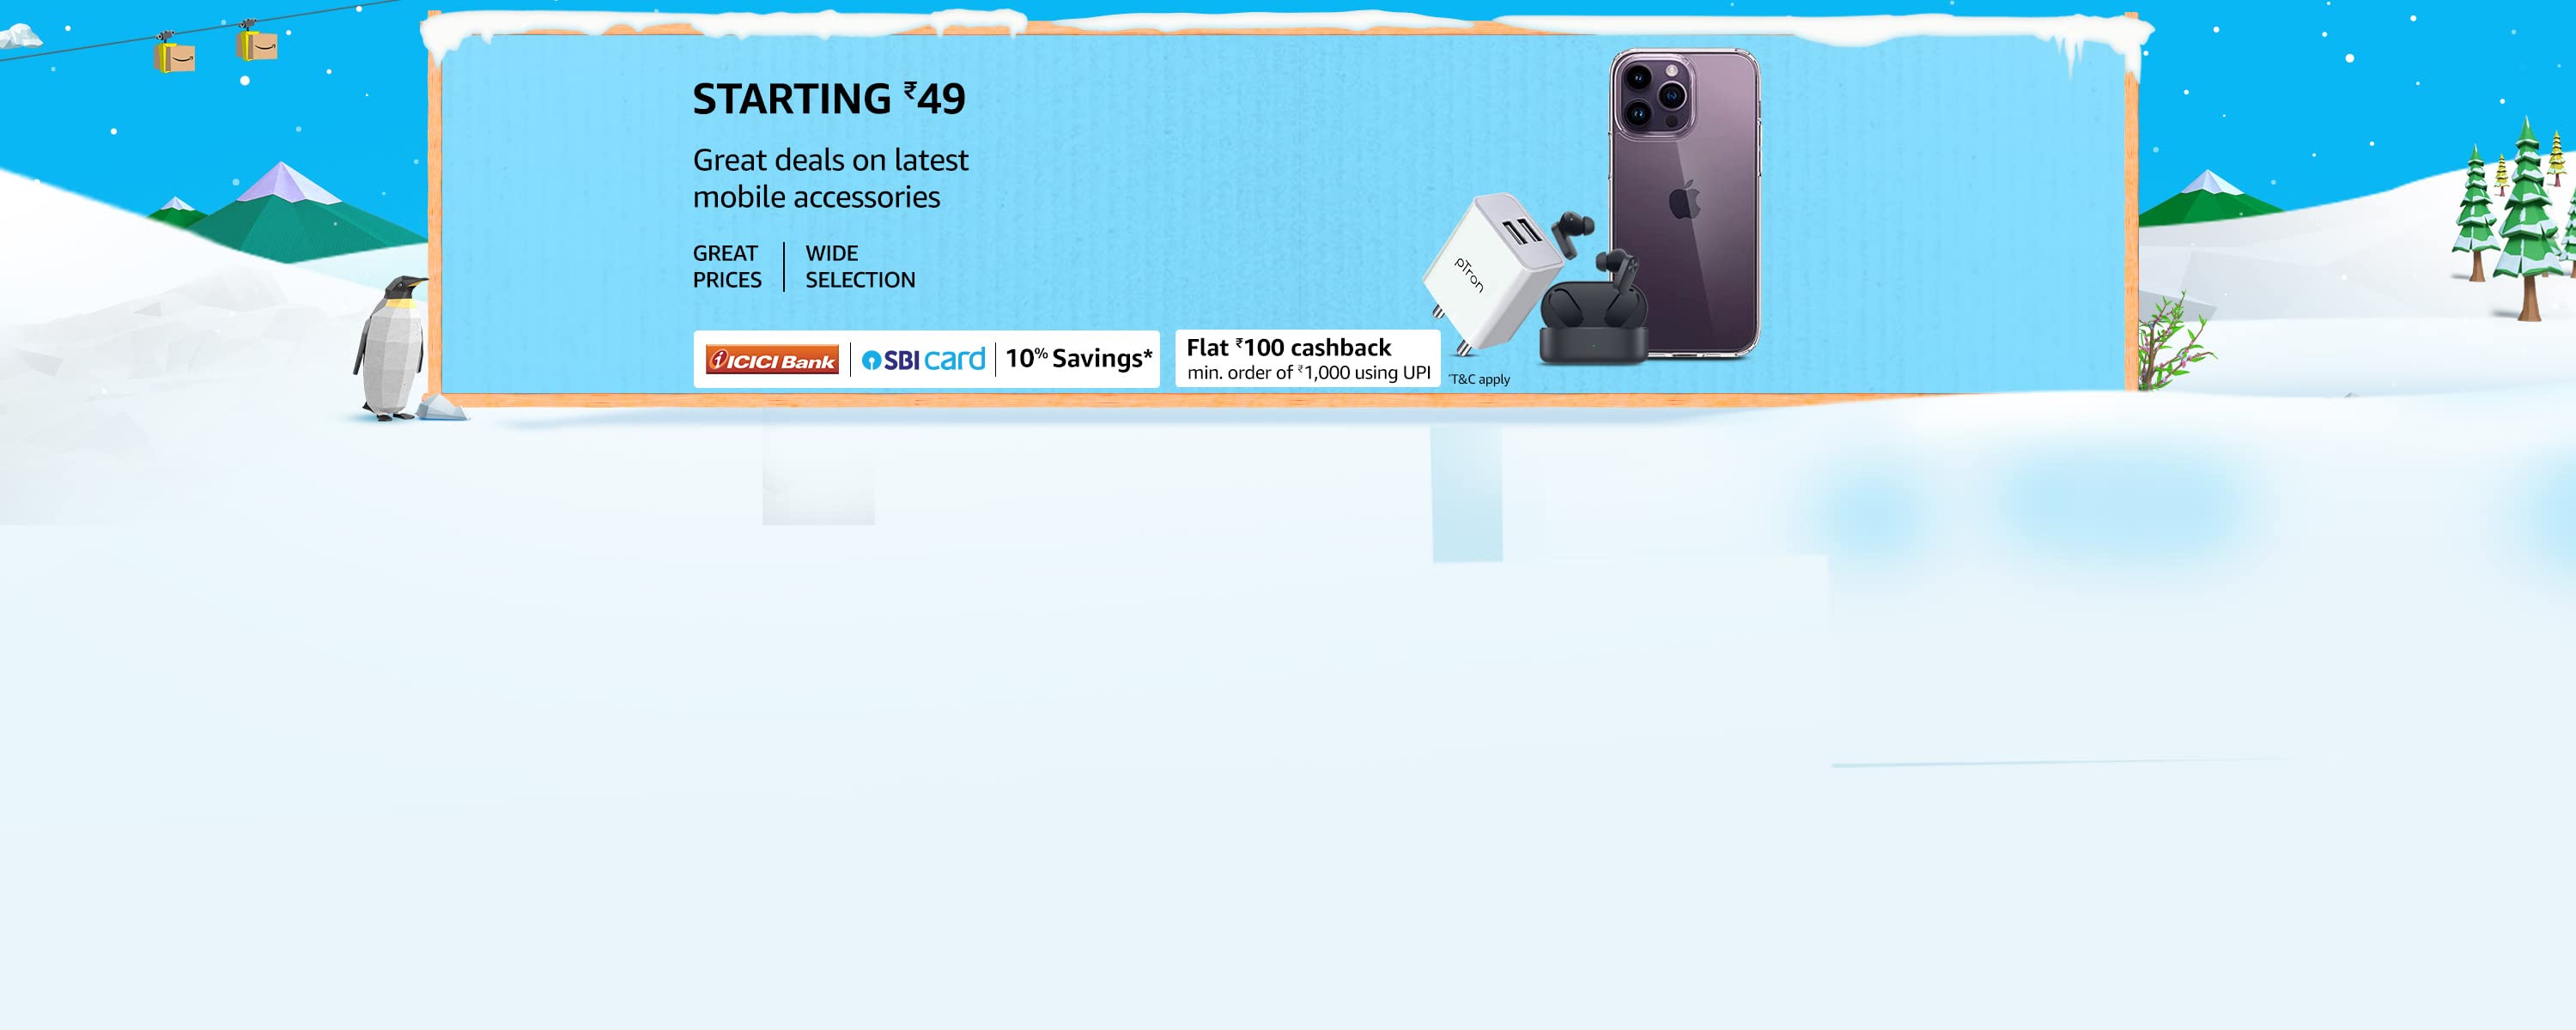 STARTING ₹49
Great deals on latest
mobile accessories
GREAT
PRICES
WIDE
SELECTION
ICICI Bank
SBI card
10% Savings*
Flat ₹100 cashback
min. order of ₹1,000 using UPI
*T&C apply
pTron